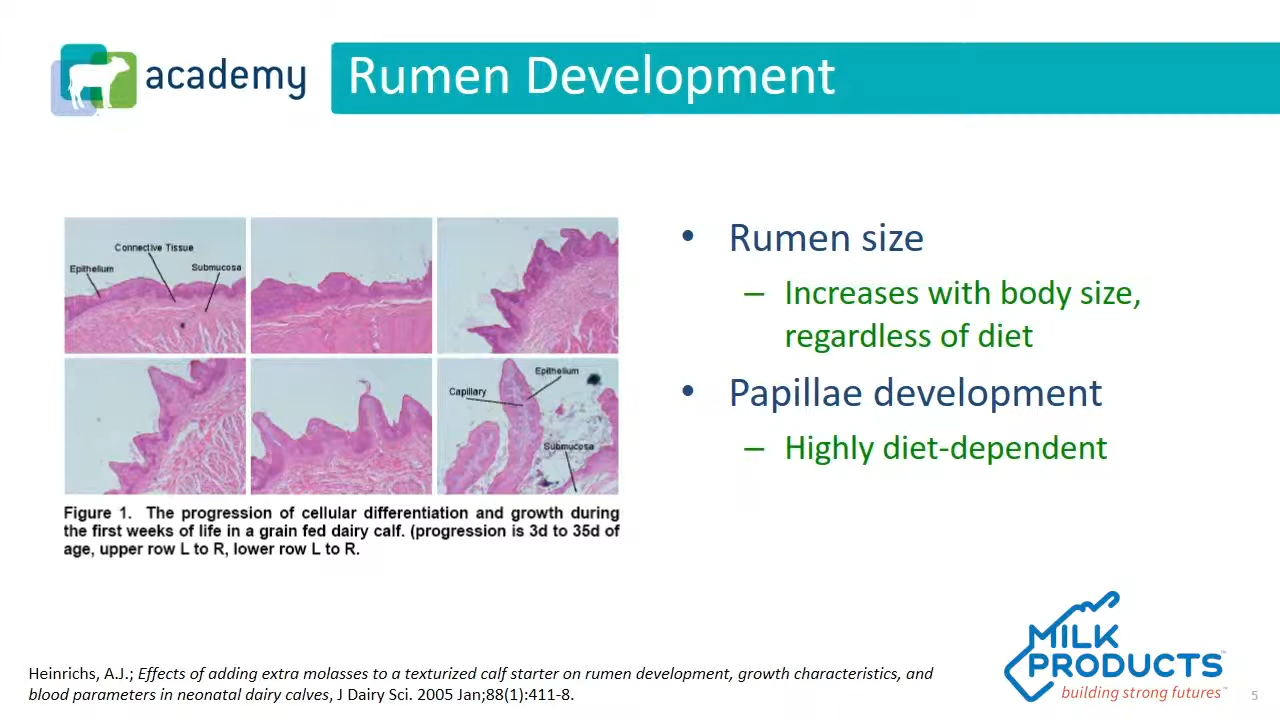 academy
Rumen Development
Connective Tissue
Epithelium
Submucosa
Capillary
Epithelium
Submucosa
Figure 1. The progression of cellular differentiation and growth during
the first weeks of life in a grain fed dairy calf. (progression is 3d to 35d of
age, upper row L to R, lower row L to R.
• Rumen size
– Increases with body size,
regardless of diet
• Papillae development
– Highly diet-dependent
Heinrichs, A.J.; Effects of adding extra molasses to a texturized calf starter on rumen development, growth characteristics, and
blood parameters in neonatal dairy calves, J Dairy Sci. 2005 Jan;88(1):411-8.
MILK
PRODUCTS™
building strong futures™
5